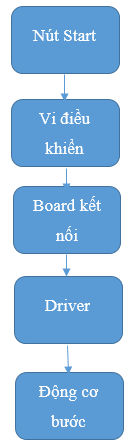 Nút Start
Vi điều
khiển
Board kết
nối
Driver
Động cơ
bước